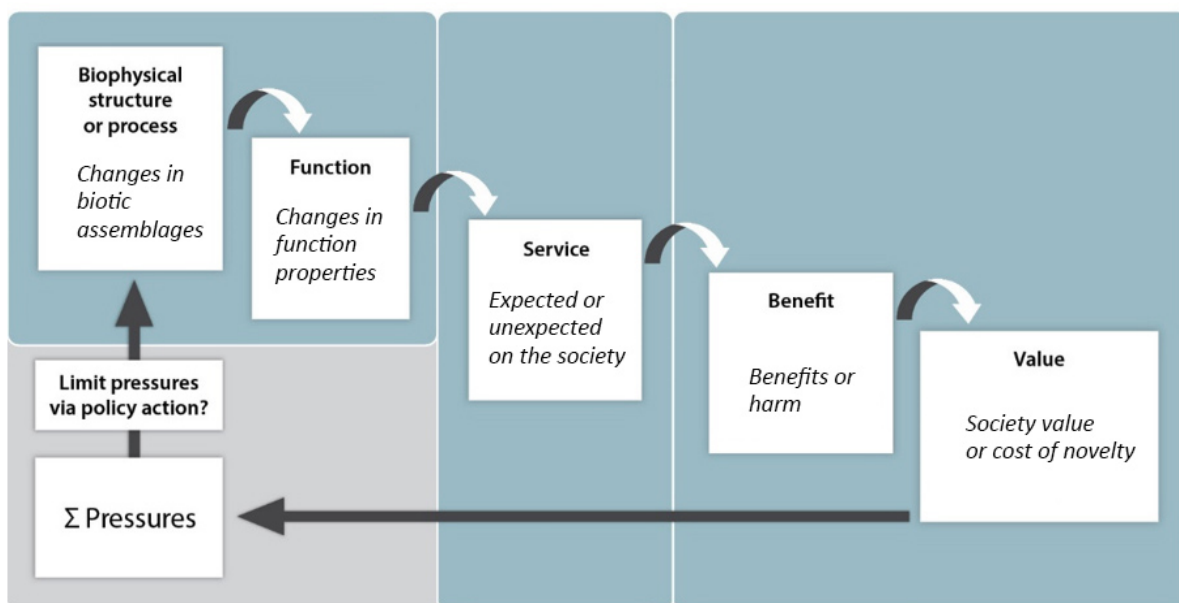 Biophysical
structure
or process
Changes in
biotic
assemblages
Function
Changes in
function
properties
Service
Expected or
unexpected
on the society
Benefit
Benefits or
harm
Value
Society value
or cost of novelty
Limit pressures
via policy action?
Σ Pressures